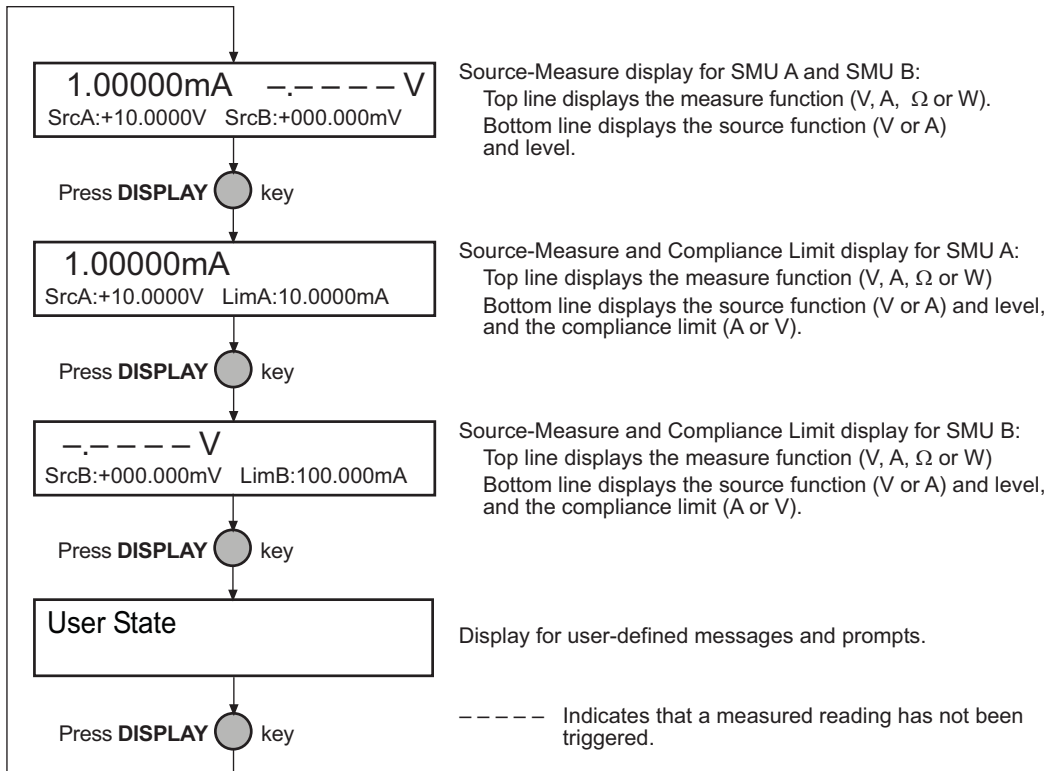 1.00000mA –.– – – – V
SrcA:+10.0000V SrcB:+000.000mV
Source-Measure display for SMU A and SMU B:
Top line displays the measure function (V, A, Ω or W).
Bottom line displays the source function (V or A)
and level.
Press DISPLAY key
1.00000mA
SrcA:+10.0000V LimA:10.0000mA
Source-Measure and Compliance Limit display for SMU A:
Top line displays the measure function (V, A, Ω or W)
Bottom line displays the source function (V or A) and level,
and the compliance limit (A or V).
Press DISPLAY key
–.– – – – V
SrcB:+000.000mV LimB:100.000mA
Source-Measure and Compliance Limit display for SMU B:
Top line displays the measure function (V, A, Ω or W)
Bottom line displays the source function (V or A) and level,
and the compliance limit (A or V).
Press DISPLAY key
User State
Display for user-defined messages and prompts.
Press DISPLAY key
– – – – – Indicates that a measured reading has not been
triggered.